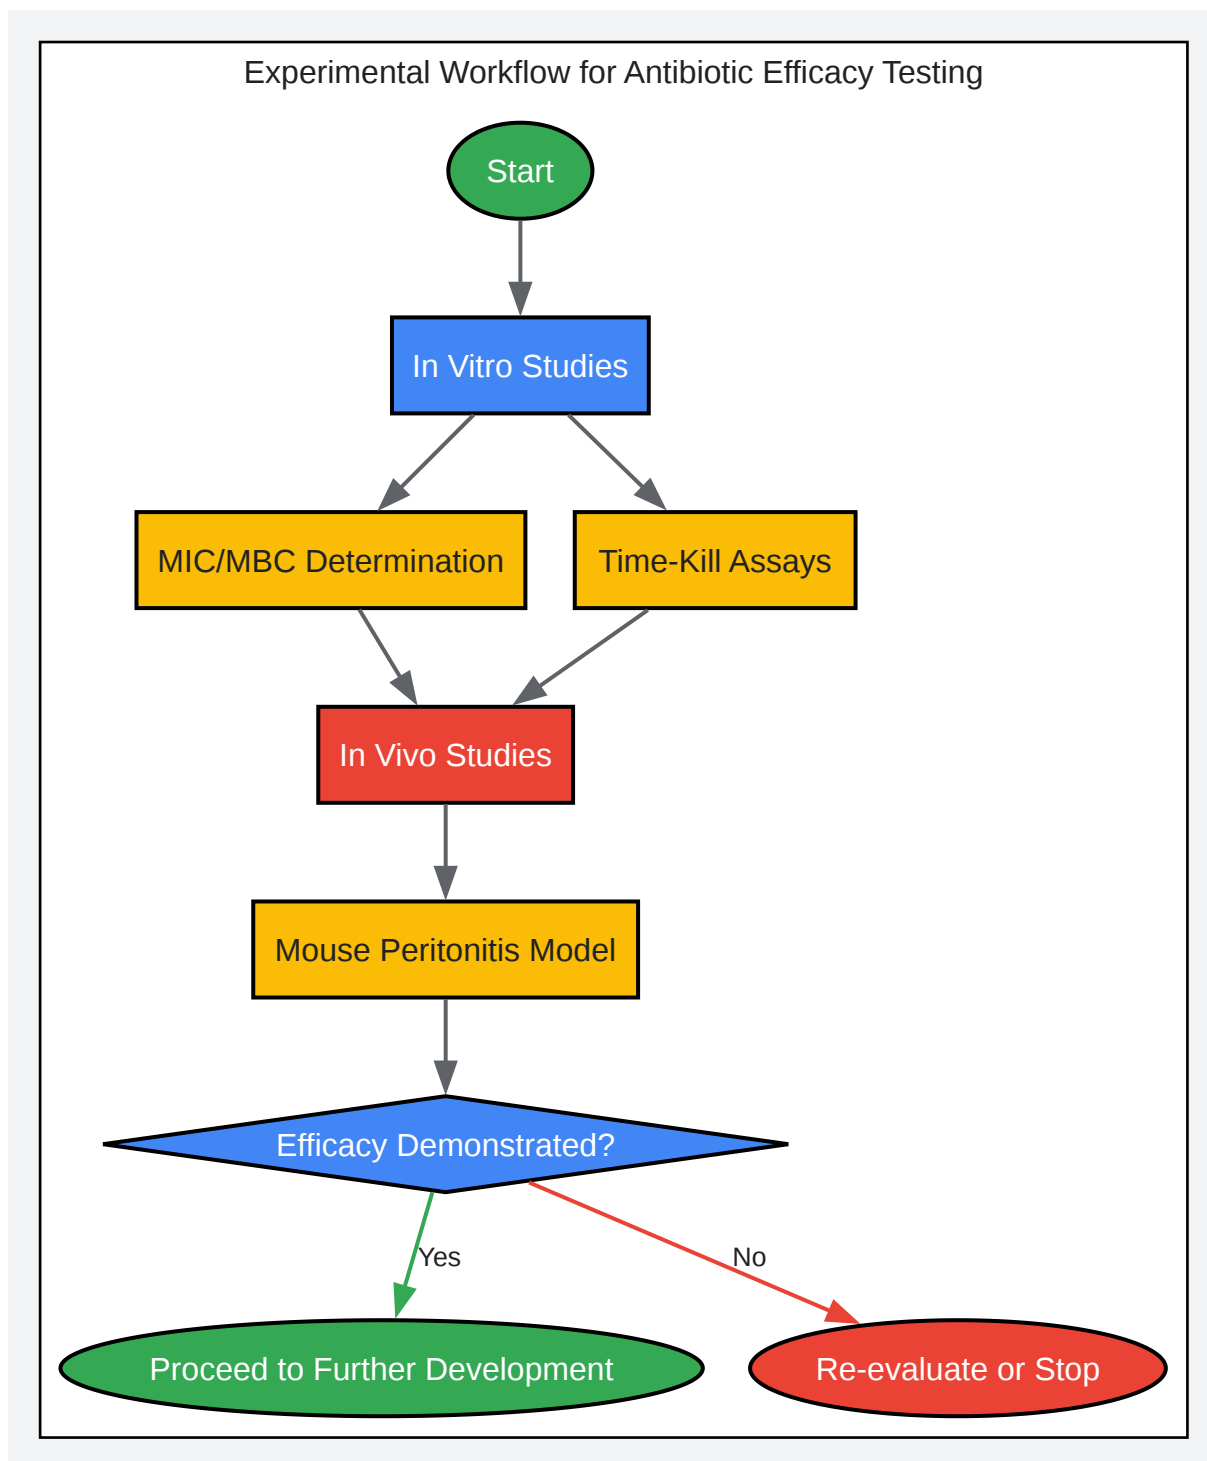 Experimental Workflow for Antibiotic Efficacy Testing
Start
In Vitro Studies
MIC/MBC Determination
Time-Kill Assays
In Vivo Studies
Mouse Peritonitis Model
Efficacy Demonstrated?
Yes
No
Proceed to Further Development
Re-evaluate or Stop